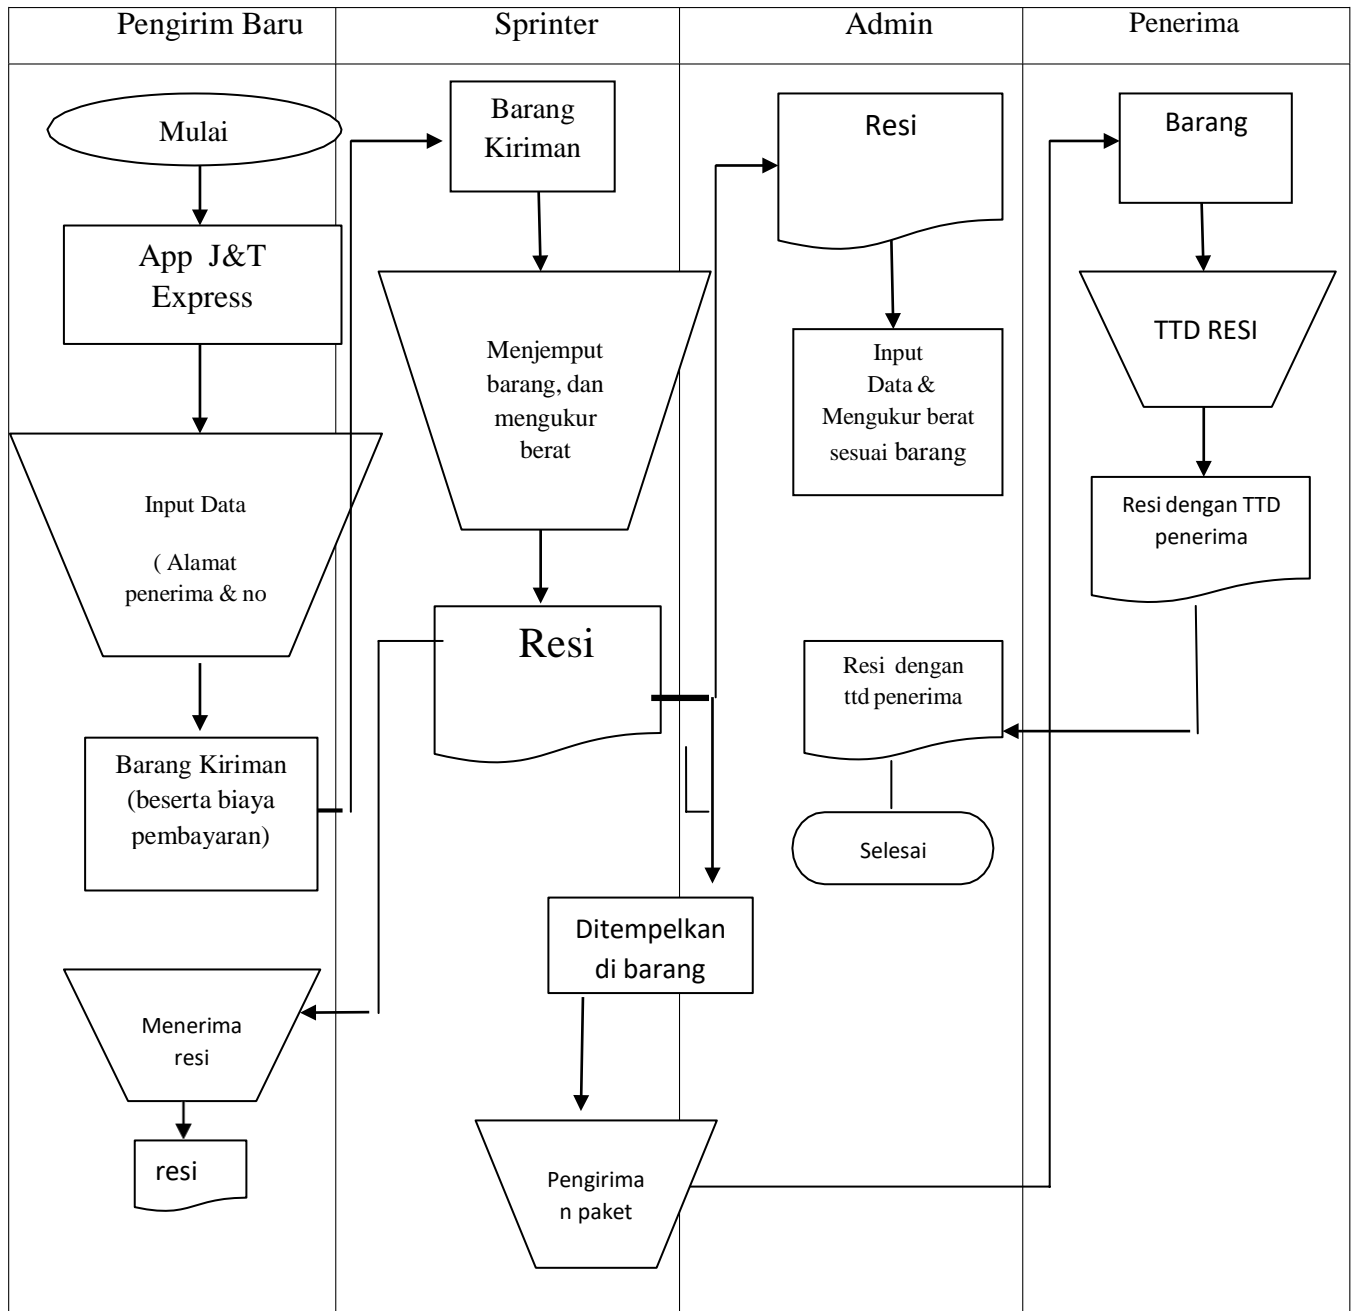 Pengirim Baru
Sprinter
Admin
Penerima
Mulai
App J&T
Express
Input Data
( Alamat
penerima & no
Barang Kiriman
(beserta biaya
pembayaran)
Menerima
resi
resi
Barang
Kiriman
Menjemput
barang, dan
mengukur
berat
Resi
Ditempelkan
di barang
Pengirima
n paket
Resi
Input
Data &
Mengukur berat
sesuai barang
Resi dengan
ttd penerima
Selesai
Barang
TTD RESI
Resi dengan TTD
penerima